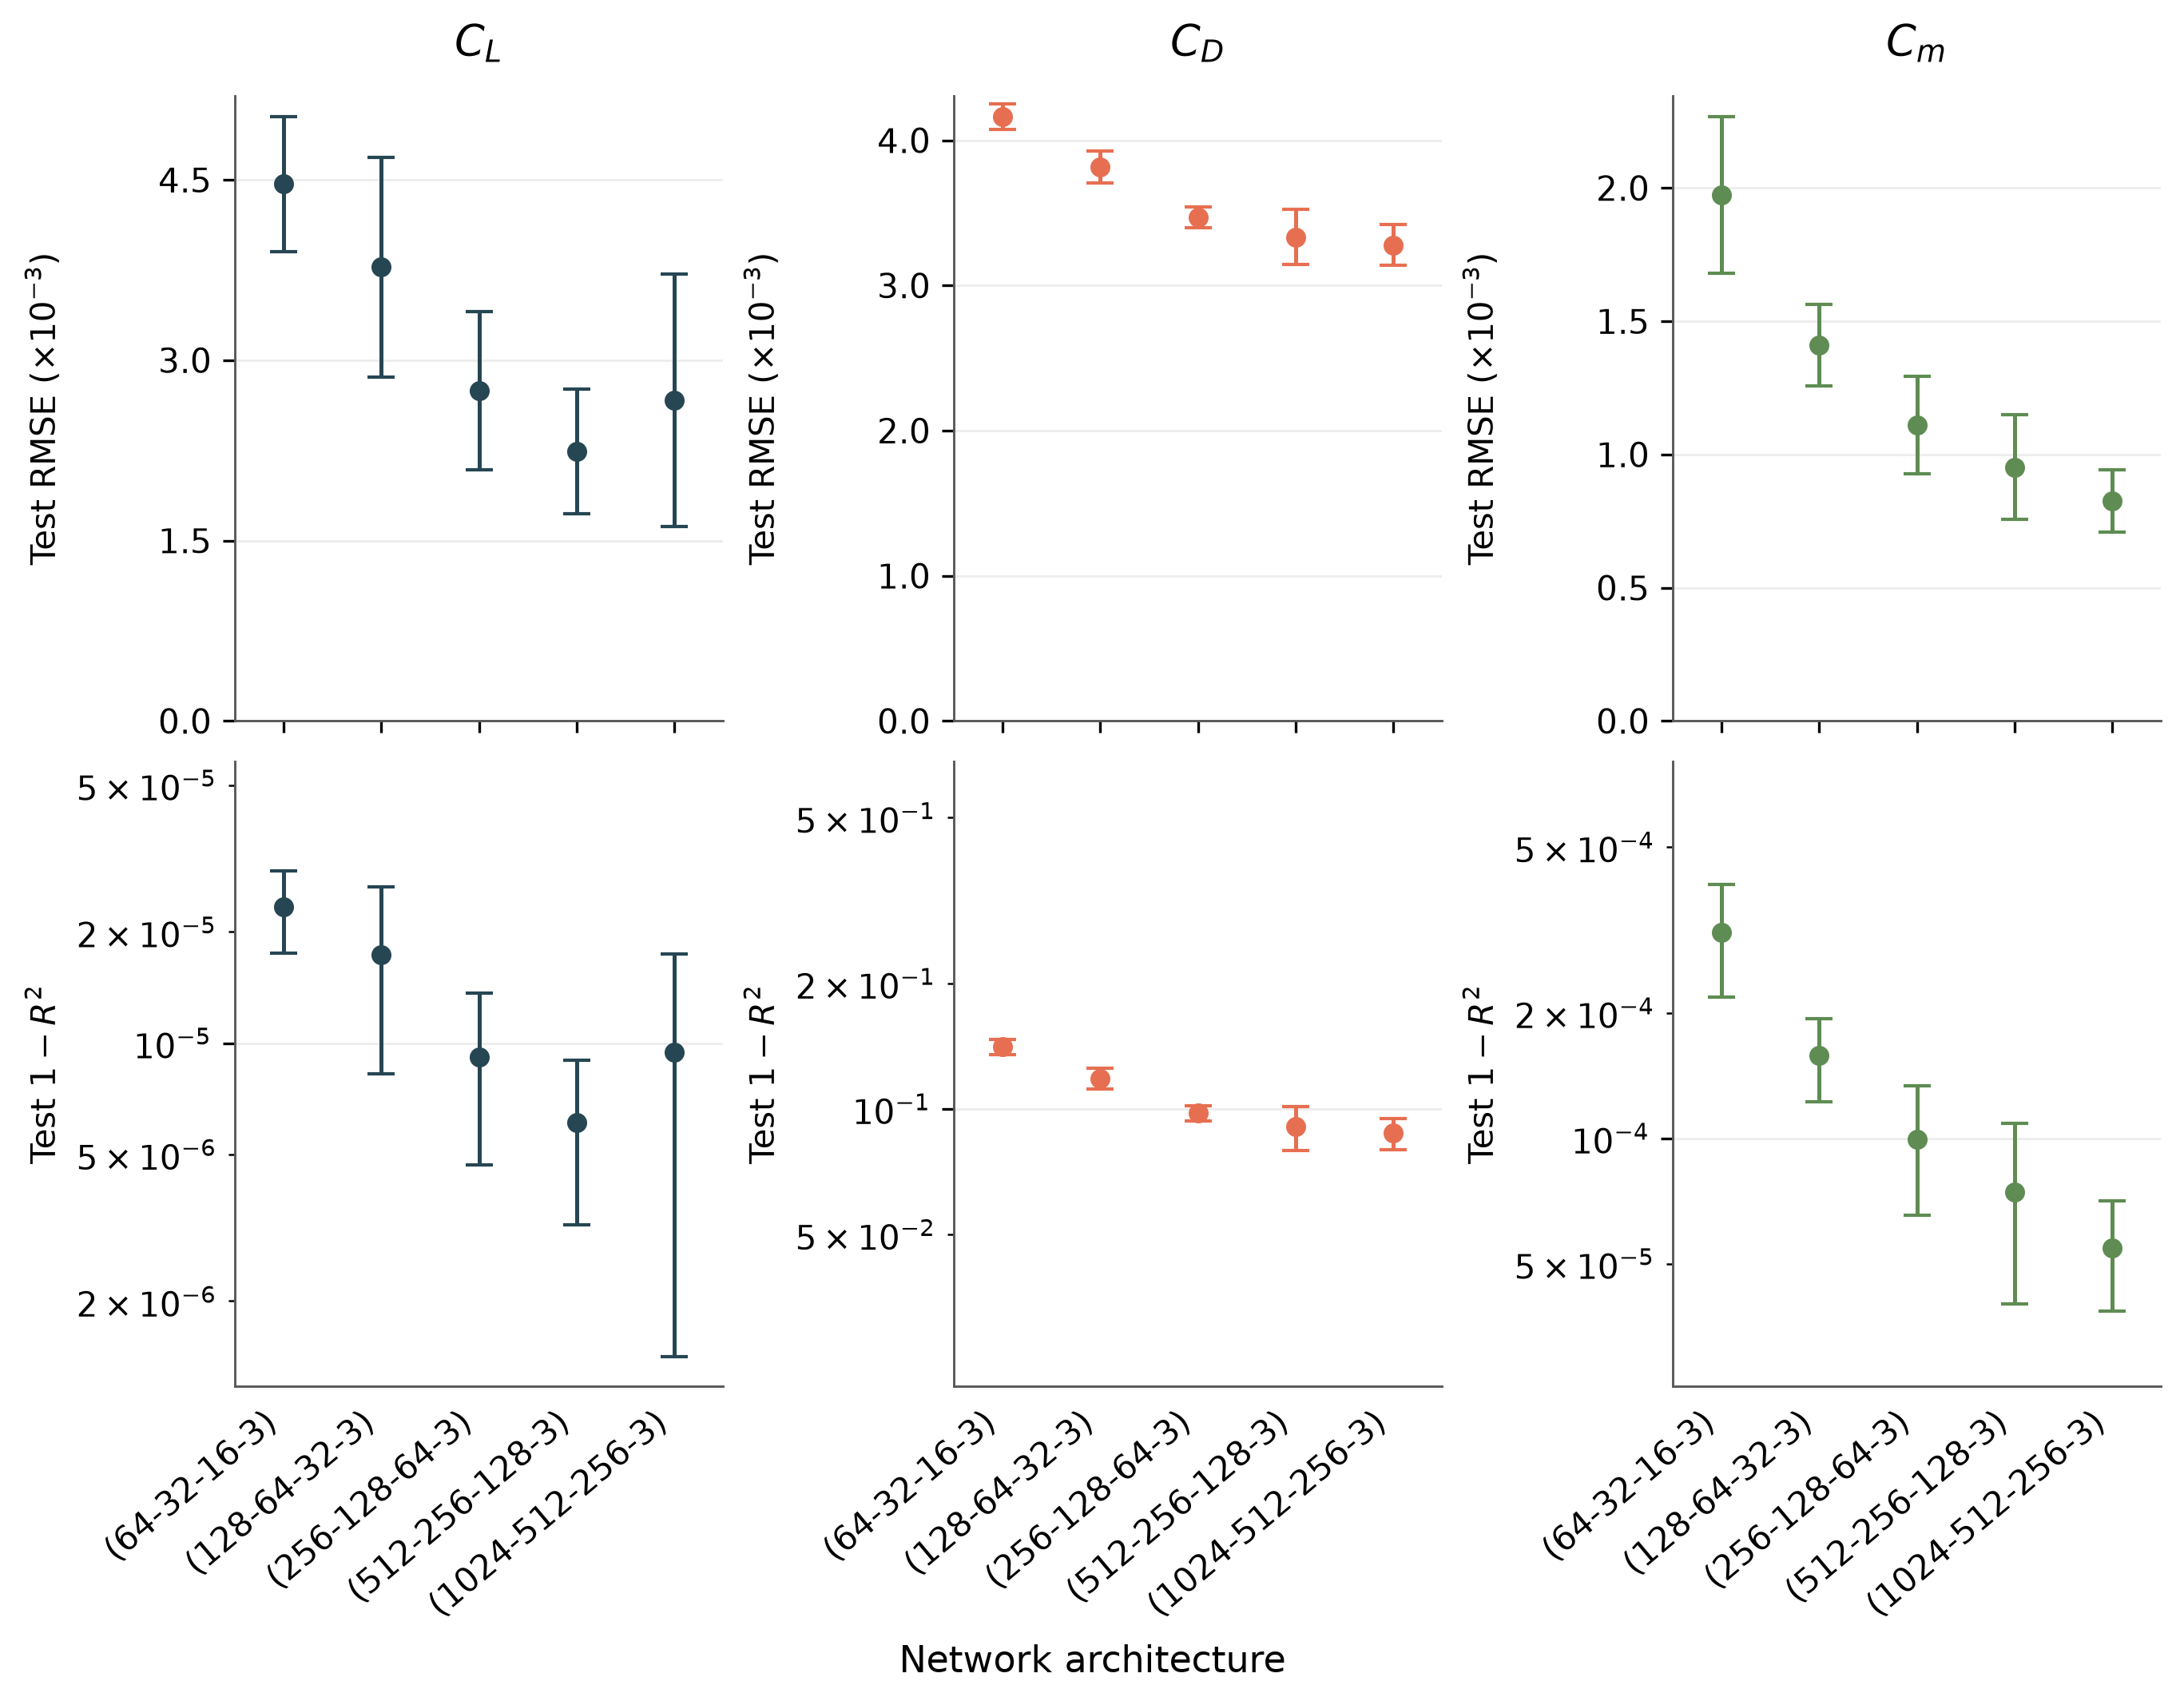 C_L
C_D
C_m
Test RMSE (×10⁻³)
4.5
3.0
1.5
0.0
Test RMSE (×10⁻³)
4.0
3.0
2.0
1.0
0.0
Test RMSE (×10⁻³)
2.0
1.5
1.0
0.5
0.0
Test 1 − R²
5 × 10⁻⁵
2 × 10⁻⁵
10⁻⁵
5 × 10⁻⁶
2 × 10⁻⁶
Test 1 − R²
5 × 10⁻¹
2 × 10⁻¹
10⁻¹
5 × 10⁻²
Test 1 − R²
5 × 10⁻⁴
2 × 10⁻⁴
10⁻⁴
5 × 10⁻⁵
(64-32-16-3)
(128-64-32-3)
(256-128-64-3)
(512-256-128-3)
(1024-512-256-3)
(64-32-16-3)
(128-64-32-3)
(256-128-64-3)
(512-256-128-3)
(1024-512-256-3)
(64-32-16-3)
(128-64-32-3)
(256-128-64-3)
(512-256-128-3)
(1024-512-256-3)
Network architecture